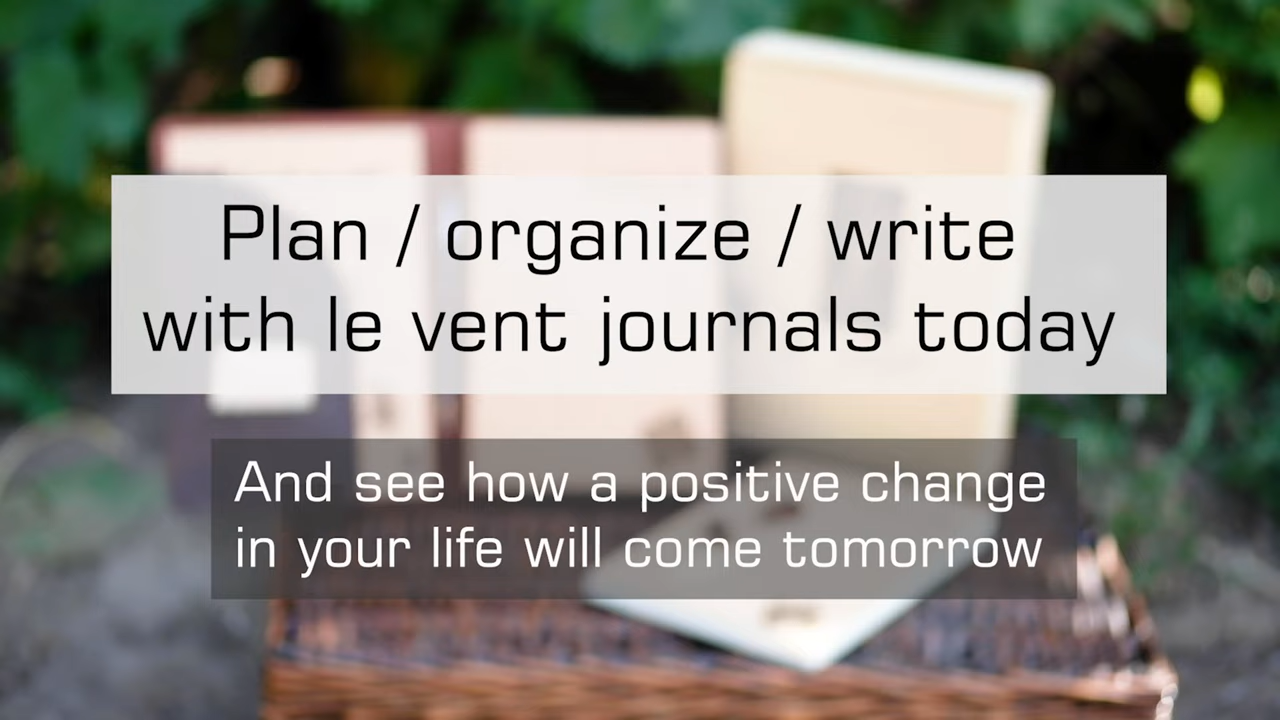 Plan / organize / write
with le vent journals today
And see how a positive change
in your life will come tomorrow